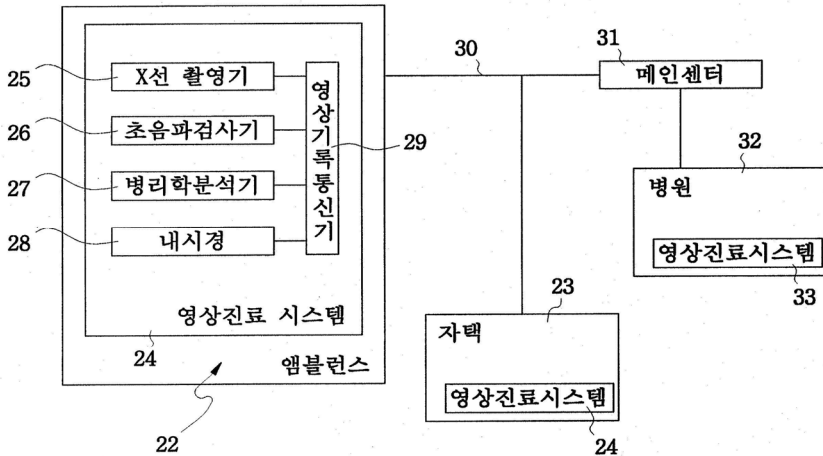 25
X선 촬영기
26
초음파검사기
27
병리학분석기
28
내시경
영상기록통신기
29
영상진료 시스템
24
앰블런스
22
30
31
메인센터
32
병원
영상진료시스템
33
23
자택
영상진료시스템
24